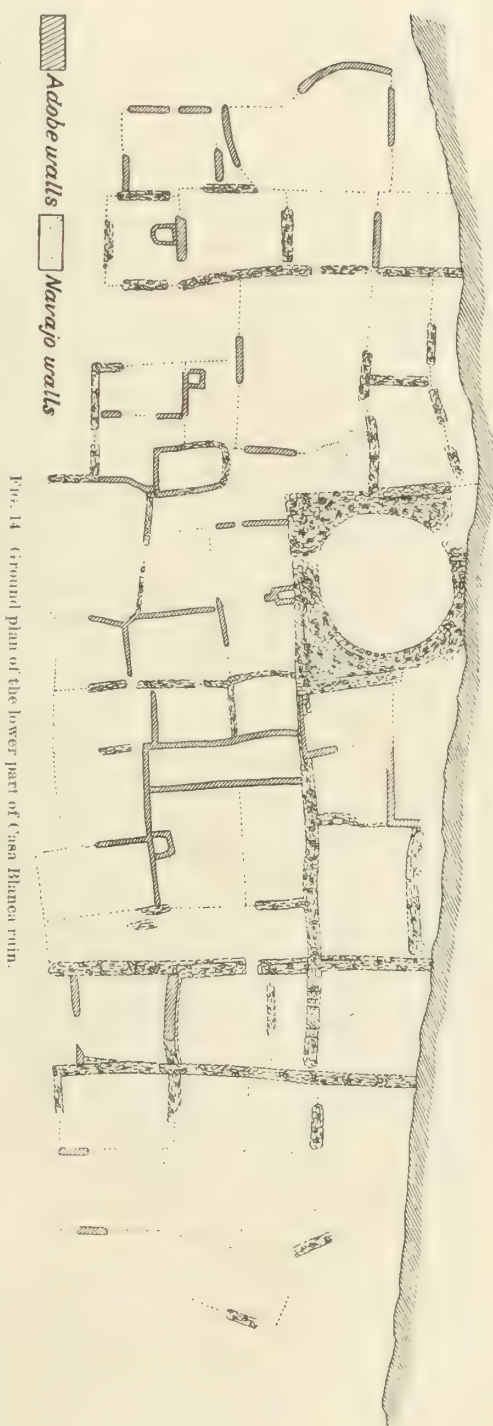 Adobe walls Navajo walls
Fig. 14 Ground plan of the lower part of Casa Blanca ruin.